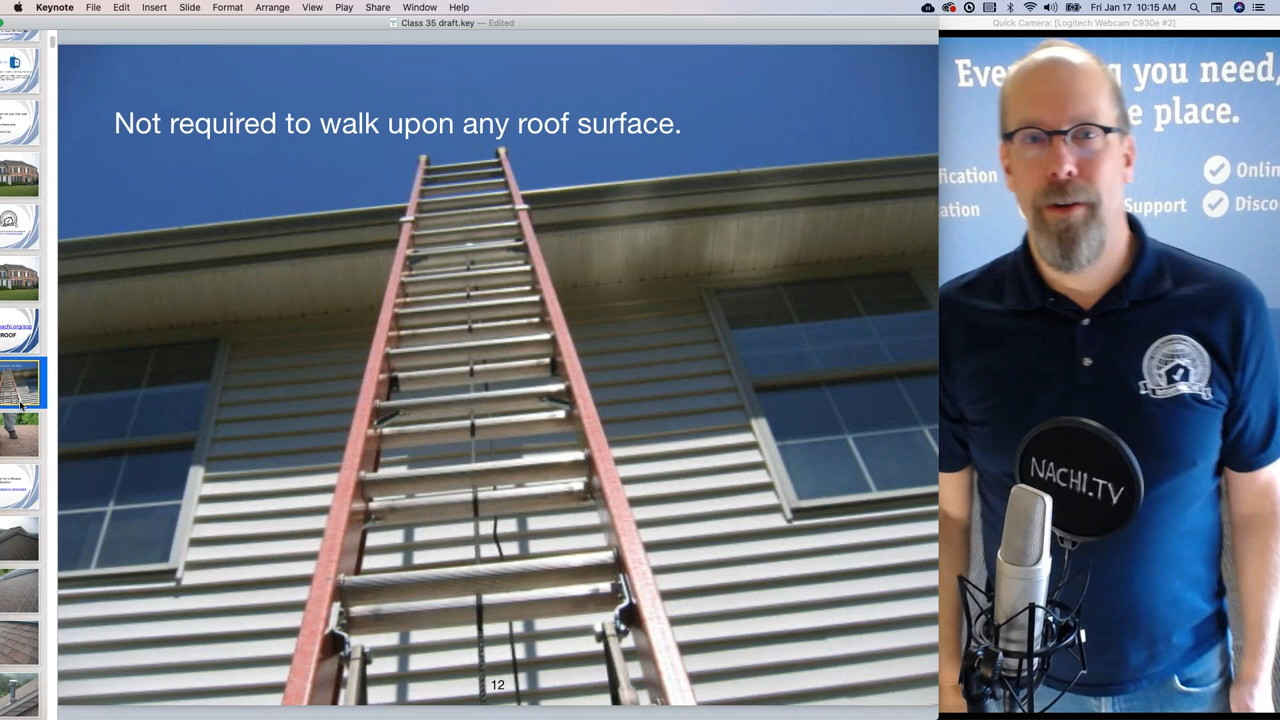 Keynote File Edit Insert Slide Format Arrange View Play Share Window Help
Fri Jan 17 10:15 AM
Class 35 draft.key — Edited
Quick Camera: [Logitech Webcam C930e #2]
Not required to walk upon any roof surface.
you need,
e place.
Onlin
Support
Disco
NACHI.TV
ROOF
12